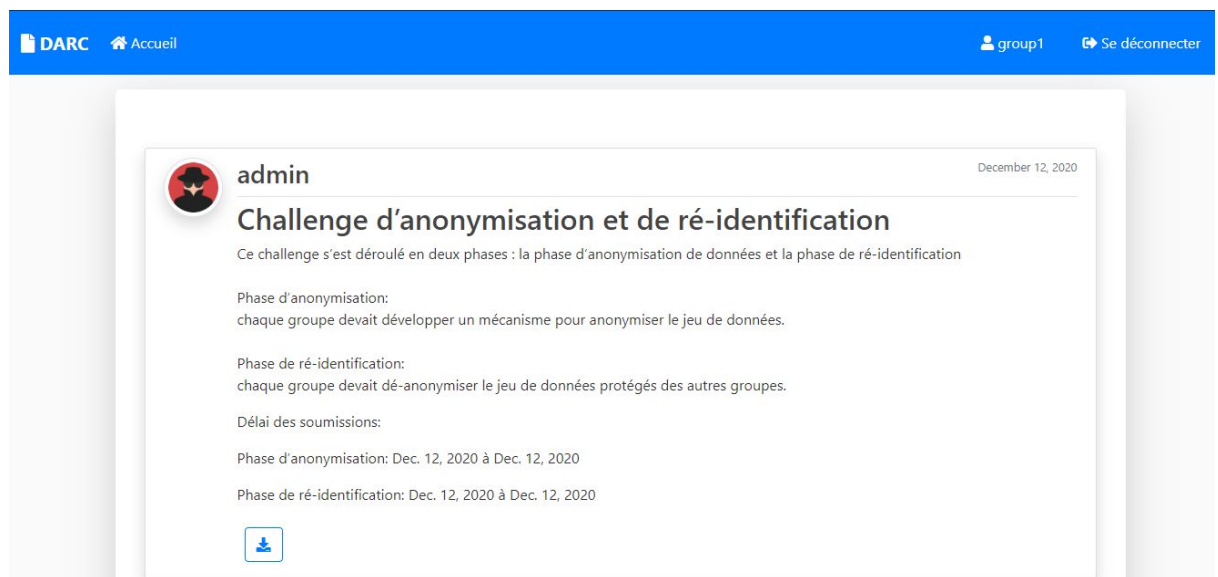 DARC Accueil group1 Se déconnecter
admin December 12, 2020
Challenge d'anonymisation et de ré-identification
Ce challenge s'est déroulé en deux phases : la phase d'anonymisation de données et la phase de ré-identification
Phase d'anonymisation:
chaque groupe devait développer un mécanisme pour anonymiser le jeu de données.
Phase de ré-identification:
chaque groupe devait dé-anonymiser le jeu de données protégés des autres groupes.
Délai des soumissions:
Phase d'anonymisation: Dec. 12, 2020 à Dec. 12, 2020
Phase de ré-identification: Dec. 12, 2020 à Dec. 12, 2020